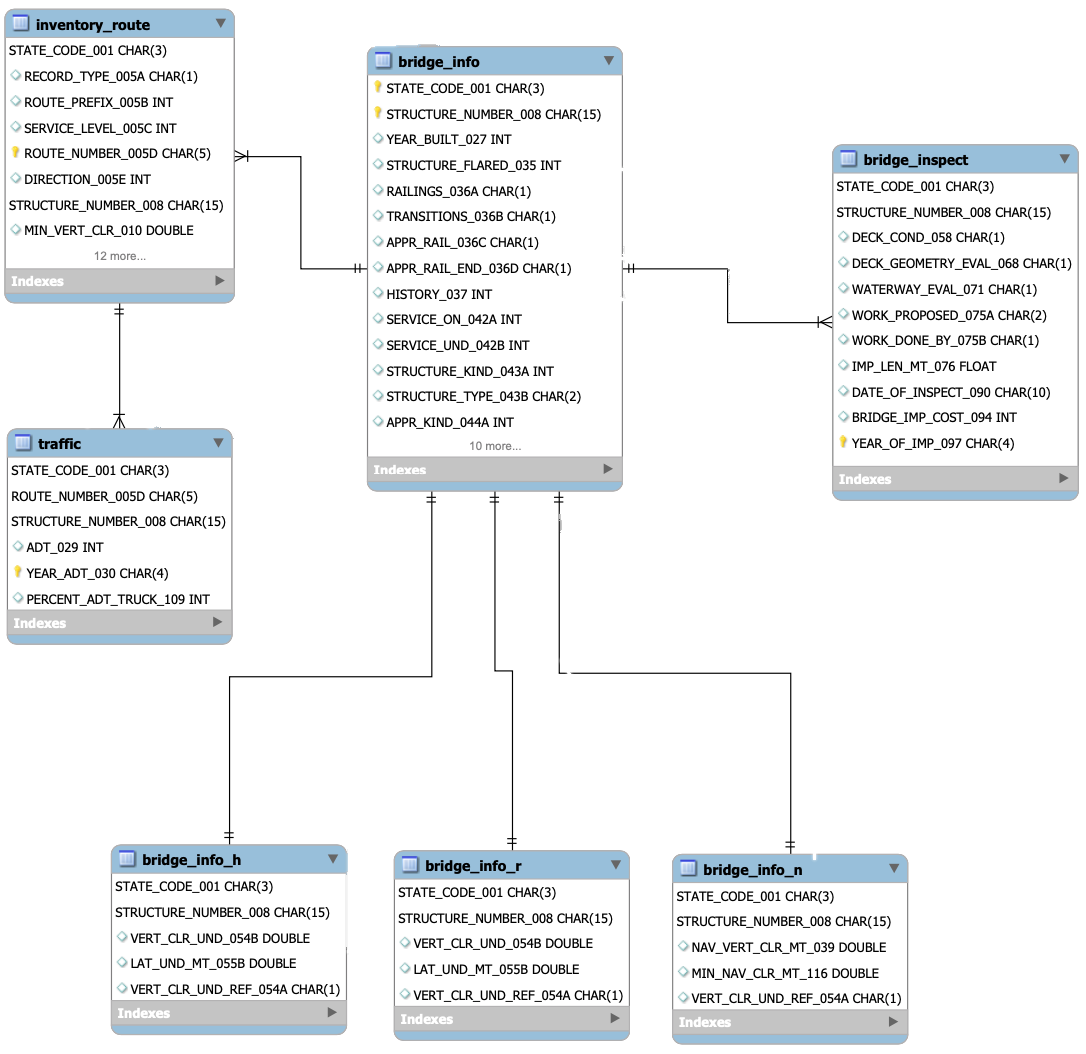 inventory_route
STATE_CODE_001 CHAR(3)
RECORD_TYPE_005A CHAR(1)
ROUTE_PREFIX_005B INT
SERVICE_LEVEL_005C INT
ROUTE_NUMBER_005D CHAR(5)
DIRECTION_005E INT
STRUCTURE_NUMBER_008 CHAR(15)
MIN_VERT_CLR_010 DOUBLE
12 more...
Indexes
bridge_info
STATE_CODE_001 CHAR(3)
STRUCTURE_NUMBER_008 CHAR(15)
YEAR_BUILT_027 INT
STRUCTURE_FLARED_035 INT
RAILINGS_036A CHAR(1)
TRANSITIONS_036B CHAR(1)
APPR_RAIL_036C CHAR(1)
APPR_RAIL_END_036D CHAR(1)
HISTORY_037 INT
SERVICE_ON_042A INT
SERVICE_UND_042B INT
STRUCTURE_KIND_043A INT
STRUCTURE_TYPE_043B CHAR(2)
APPR_KIND_044A INT
10 more...
Indexes
bridge_inspect
STATE_CODE_001 CHAR(3)
STRUCTURE_NUMBER_008 CHAR(15)
DECK_COND_058 CHAR(1)
DECK_GEOMETRY_EVAL_068 CHAR(1)
WATERWAY_EVAL_071 CHAR(1)
WORK_PROPOSED_075A CHAR(2)
WORK_DONE_BY_075B CHAR(1)
IMP_LEN_MT_076 FLOAT
DATE_OF_INSPECT_090 CHAR(10)
BRIDGE_IMP_COST_094 INT
YEAR_OF_IMP_097 CHAR(4)
Indexes
traffic
STATE_CODE_001 CHAR(3)
ROUTE_NUMBER_005D CHAR(5)
STRUCTURE_NUMBER_008 CHAR(15)
ADT_029 INT
YEAR_ADT_030 CHAR(4)
PERCENT_ADT_TRUCK_109 INT
Indexes
bridge_info_h
STATE_CODE_001 CHAR(3)
STRUCTURE_NUMBER_008 CHAR(15)
VERT_CLR_UND_054B DOUBLE
LAT_UND_MT_055B DOUBLE
VERT_CLR_UND_REF_054A CHAR(1)
Indexes
bridge_info_r
STATE_CODE_001 CHAR(3)
STRUCTURE_NUMBER_008 CHAR(15)
VERT_CLR_UND_054B DOUBLE
LAT_UND_MT_055B DOUBLE
VERT_CLR_UND_REF_054A CHAR(1)
Indexes
bridge_info_n
STATE_CODE_001 CHAR(3)
STRUCTURE_NUMBER_008 CHAR(15)
NAV_VERT_CLR_MT_039 DOUBLE
MIN_NAV_CLR_MT_116 DOUBLE
VERT_CLR_UND_REF_054A CHAR(1)
Indexes